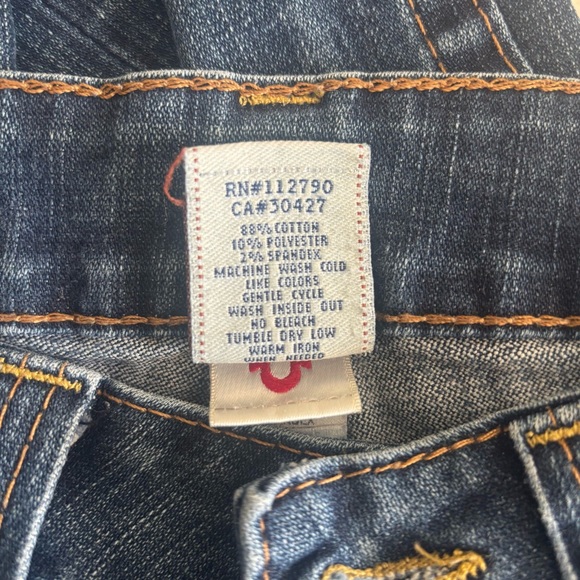 RN#112790
CA#30427
88% COTTON
10% POLYESTER
2% SPANDEX
MACHINE WASH COLD
LIKE COLORS
GENTLE CYCLE
WASH INSIDE OUT
NO BLEACH
TUMBLE DRY LOW
WARM IRON
WHEN NEEDED